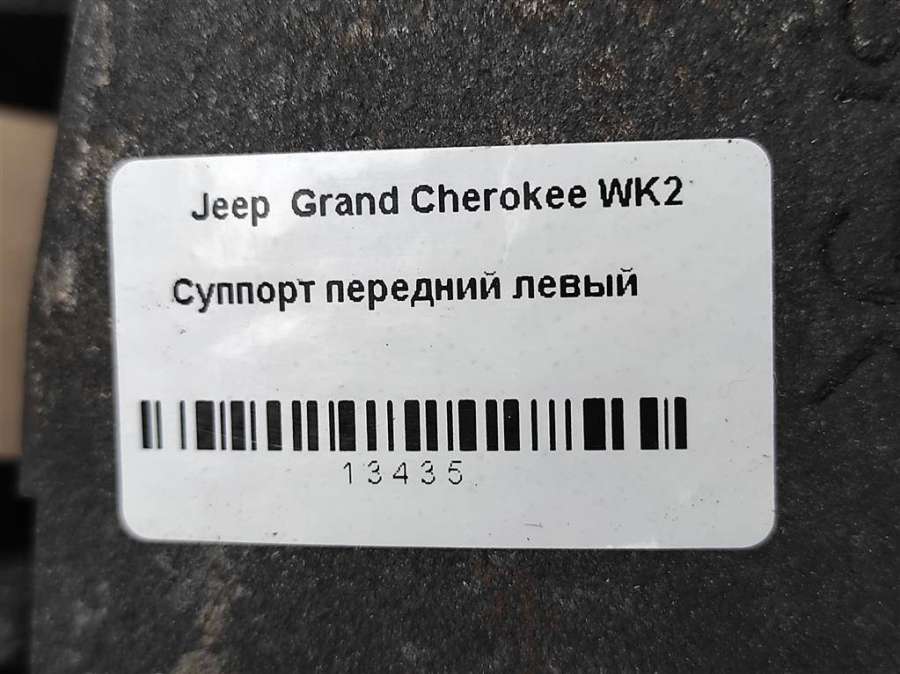 Jeep Grand Cherokee WK2
Суппорт передний левый
13435